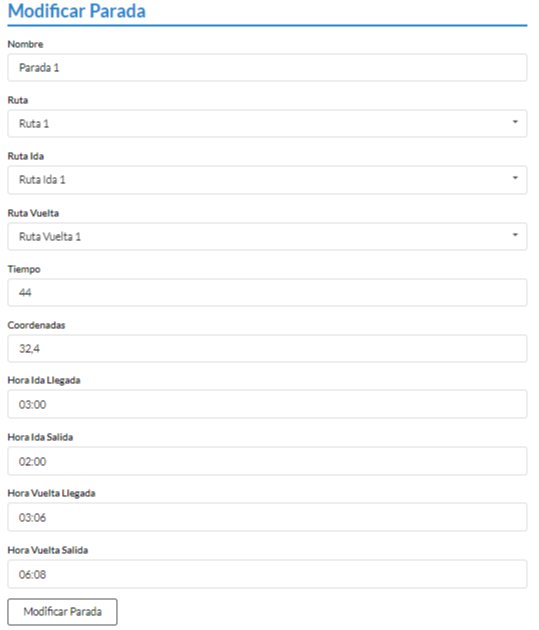 Modificar Parada
Nombre
Parada 1
Ruta
Ruta 1
Ruta Ida
Ruta Ida 1
Ruta Vuelta
Ruta Vuelta 1
Tiempo
44
Coordenadas
32,4
Hora Ida Llegada
03:00
Hora Ida Salida
02:00
Hora Vuelta Llegada
03:06
Hora Vuelta Salida
06:08
Modificar Parada